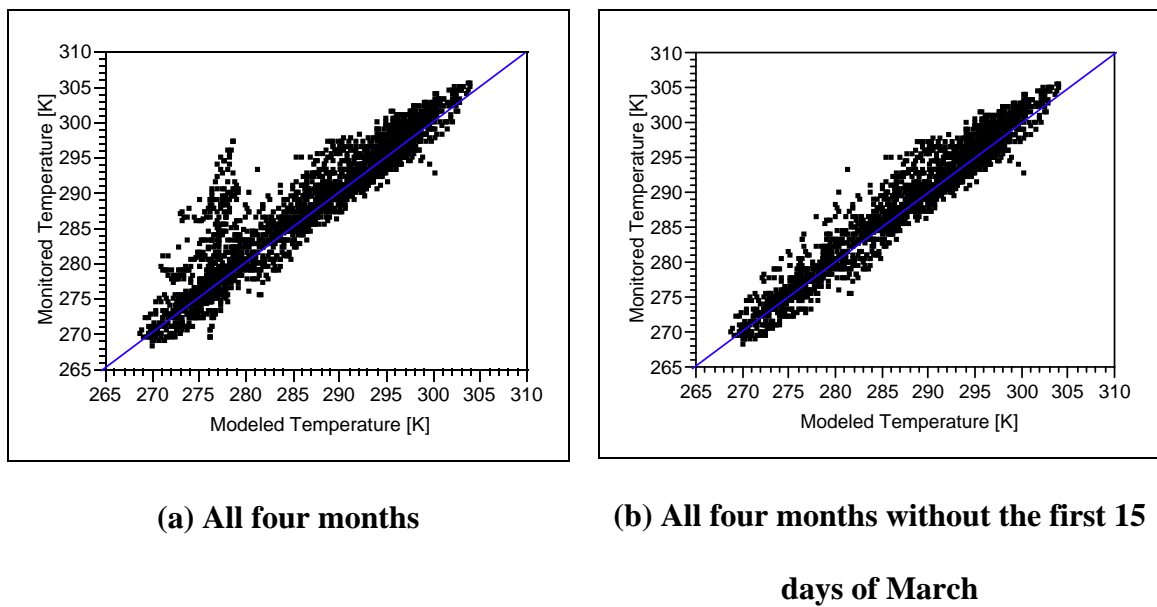 310
305
300
295
290
285
280
275
270
265
Monitored Temperature [K]
265 270 275 280 285 290 295 300 305 310
Modeled Temperature [K]
(a) All four months
310
305
300
295
290
285
280
275
270
265
Monitored Temperature [K]
265 270 275 280 285 290 295 300 305 310
Modeled Temperature [K]
(b) All four months without the first 15
days of March